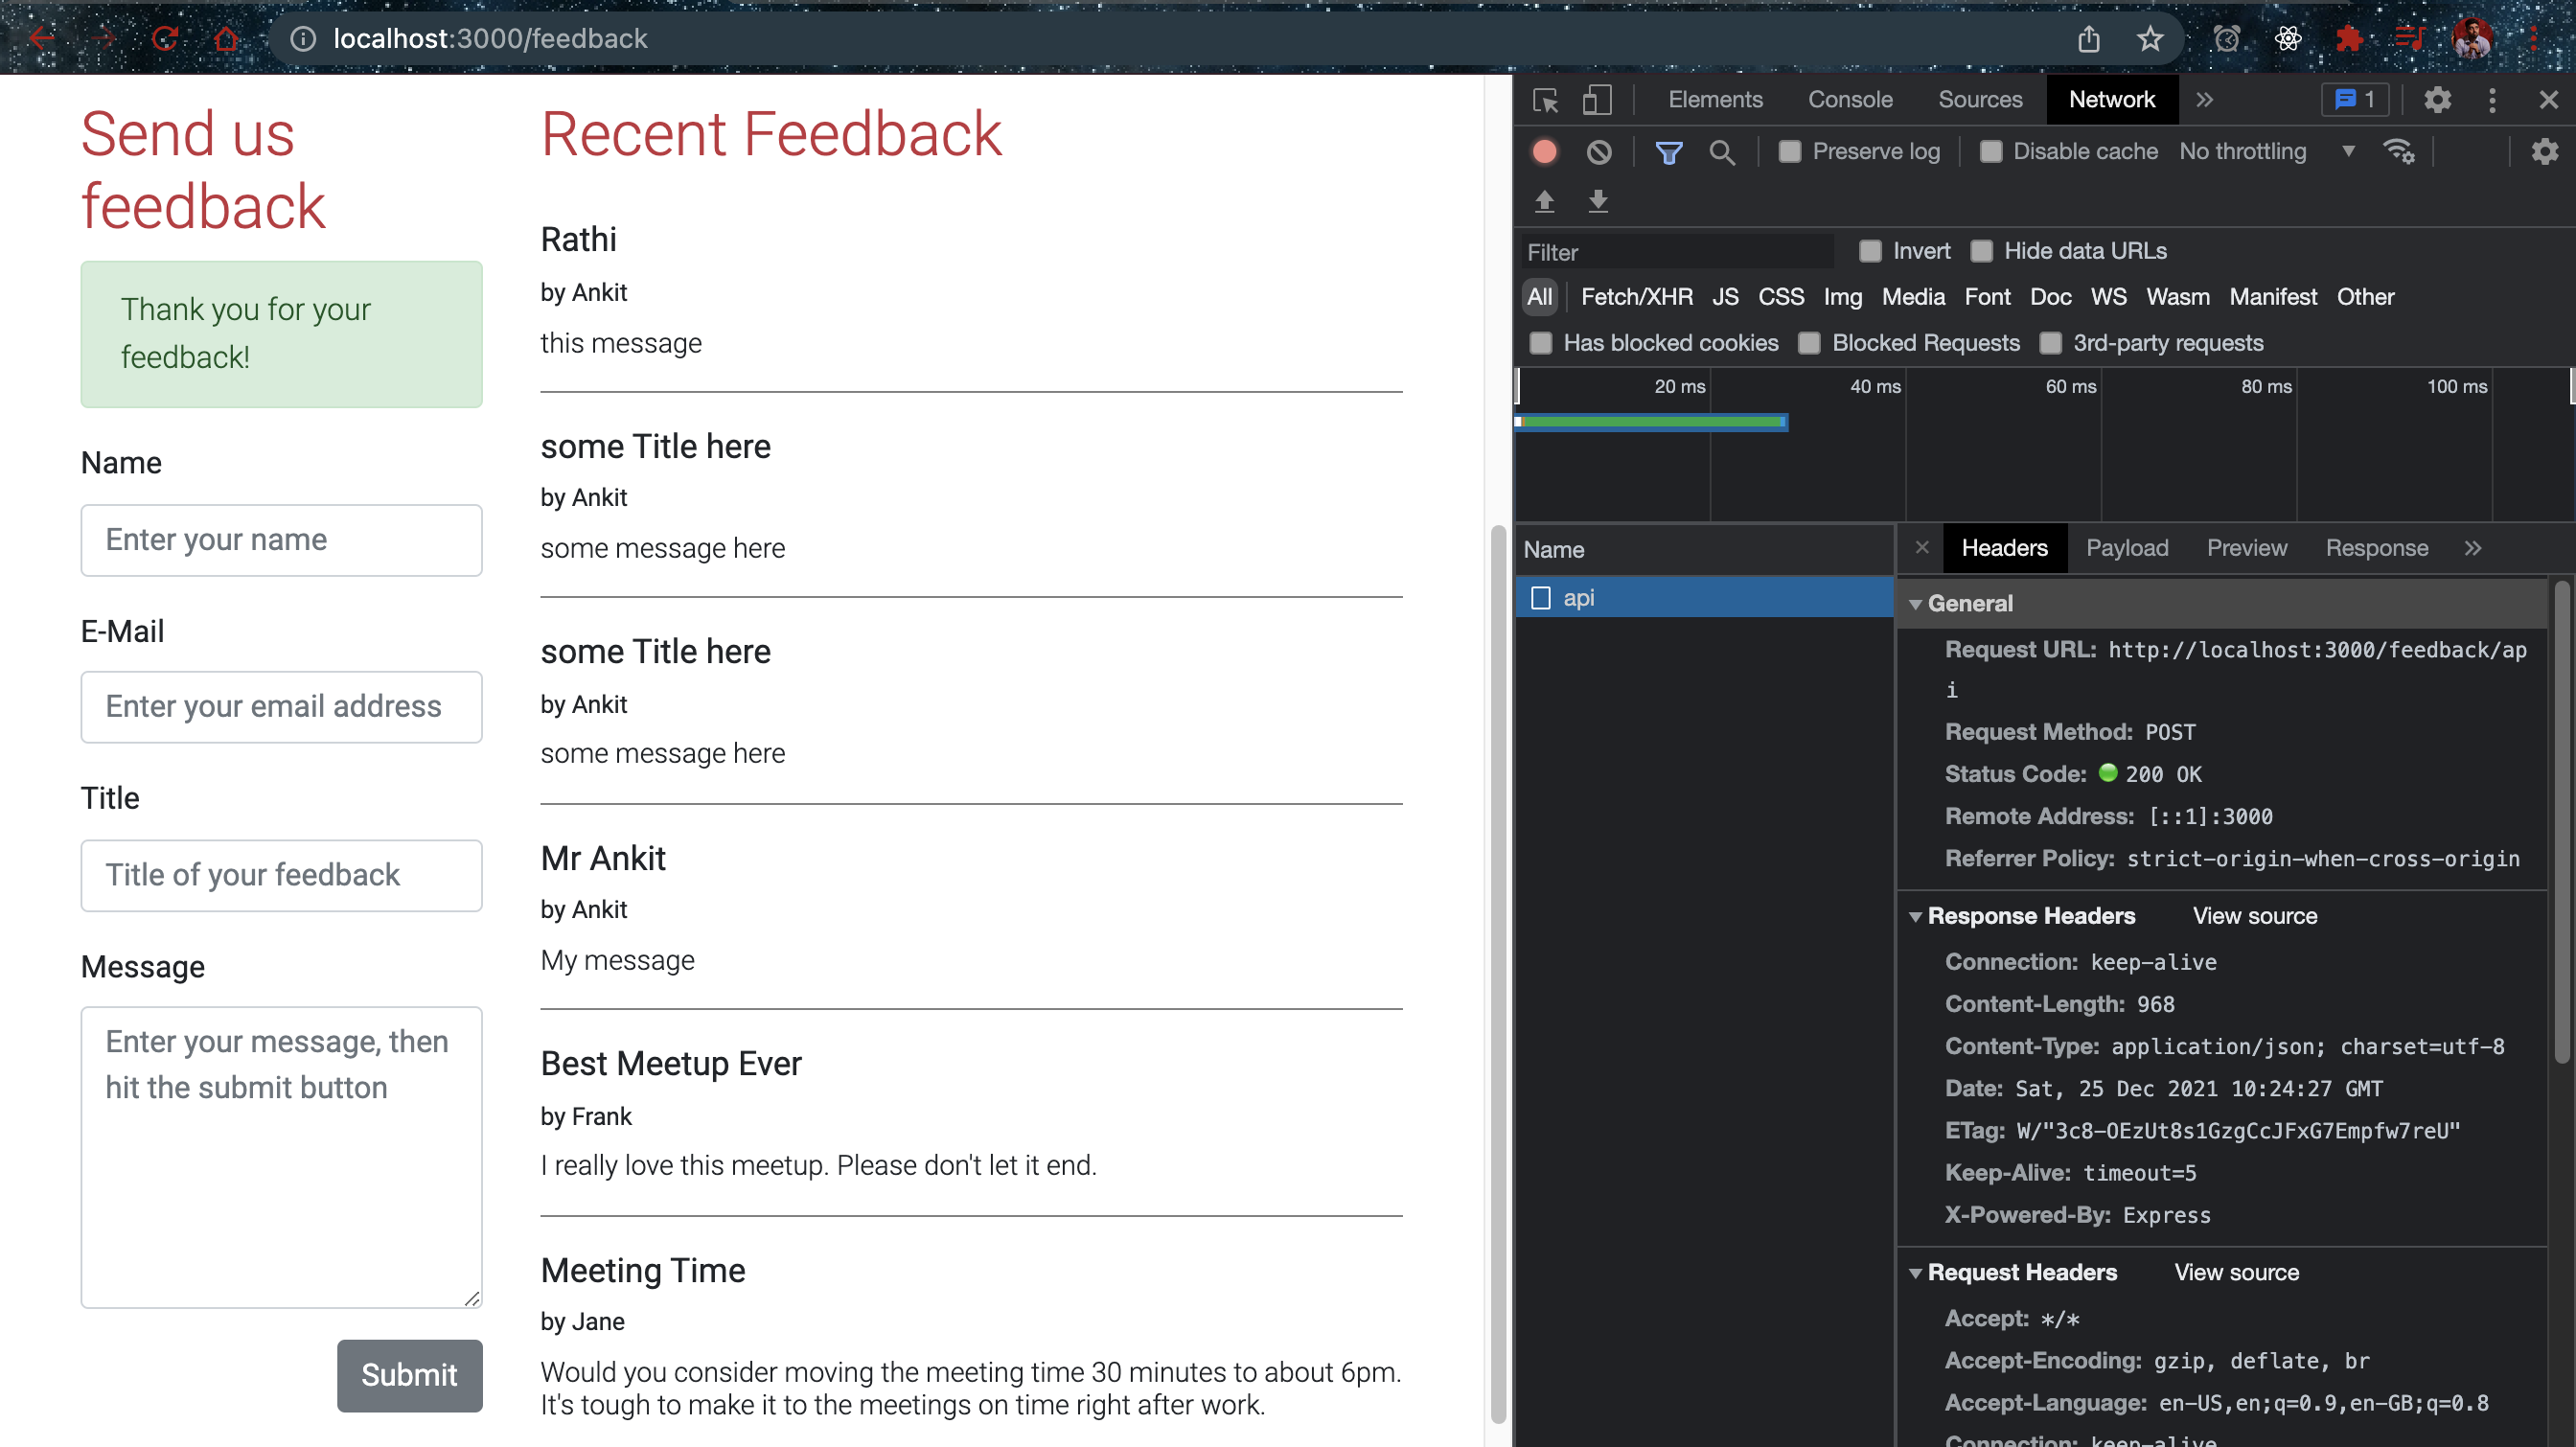 localhost:3000/feedback
Send us
feedback
Thank you for your
feedback!
Name
Enter your name
E-Mail
Enter your email address
Title
Title of your feedback
Message
Enter your message, then
hit the submit button
Submit
Recent Feedback
Rathi
by Ankit
this message
some Title here
by Ankit
some message here
some Title here
by Ankit
some message here
Mr Ankit
by Ankit
My message
Best Meetup Ever
by Frank
I really love this meetup. Please don't let it end.
Meeting Time
by Jane
Would you consider moving the meeting time 30 minutes to about 6pm.
It's tough to make it to the meetings on time right after work.
Elements Console Sources Network 1
Preserve log Disable cache No throttling
Filter Invert Hide data URLs
All Fetch/XHR JS CSS Img Media Font Doc WS Wasm Manifest Other
Has blocked cookies Blocked Requests 3rd-party requests
20 ms 40 ms 60 ms 80 ms 100 ms
Name
api
Headers Payload Preview Response
General
Request URL: http://localhost:3000/feedback/ap
i
Request Method: POST
Status Code: 200 OK
Remote Address: [::1]:3000
Referrer Policy: strict-origin-when-cross-origin
Response Headers View source
Connection: keep-alive
Content-Length: 968
Content-Type: application/json; charset=utf-8
Date: Sat, 25 Dec 2021 10:24:27 GMT
ETag: W/"3c8-OEzUt8s1GzgCcJFxG7Empfw7reU"
Keep-Alive: timeout=5
X-Powered-By: Express
Request Headers View source
Accept: */*
Accept-Encoding: gzip, deflate, br
Accept-Language: en-US,en;q=0.9,en-GB;q=0.8
Connection: keep-alive